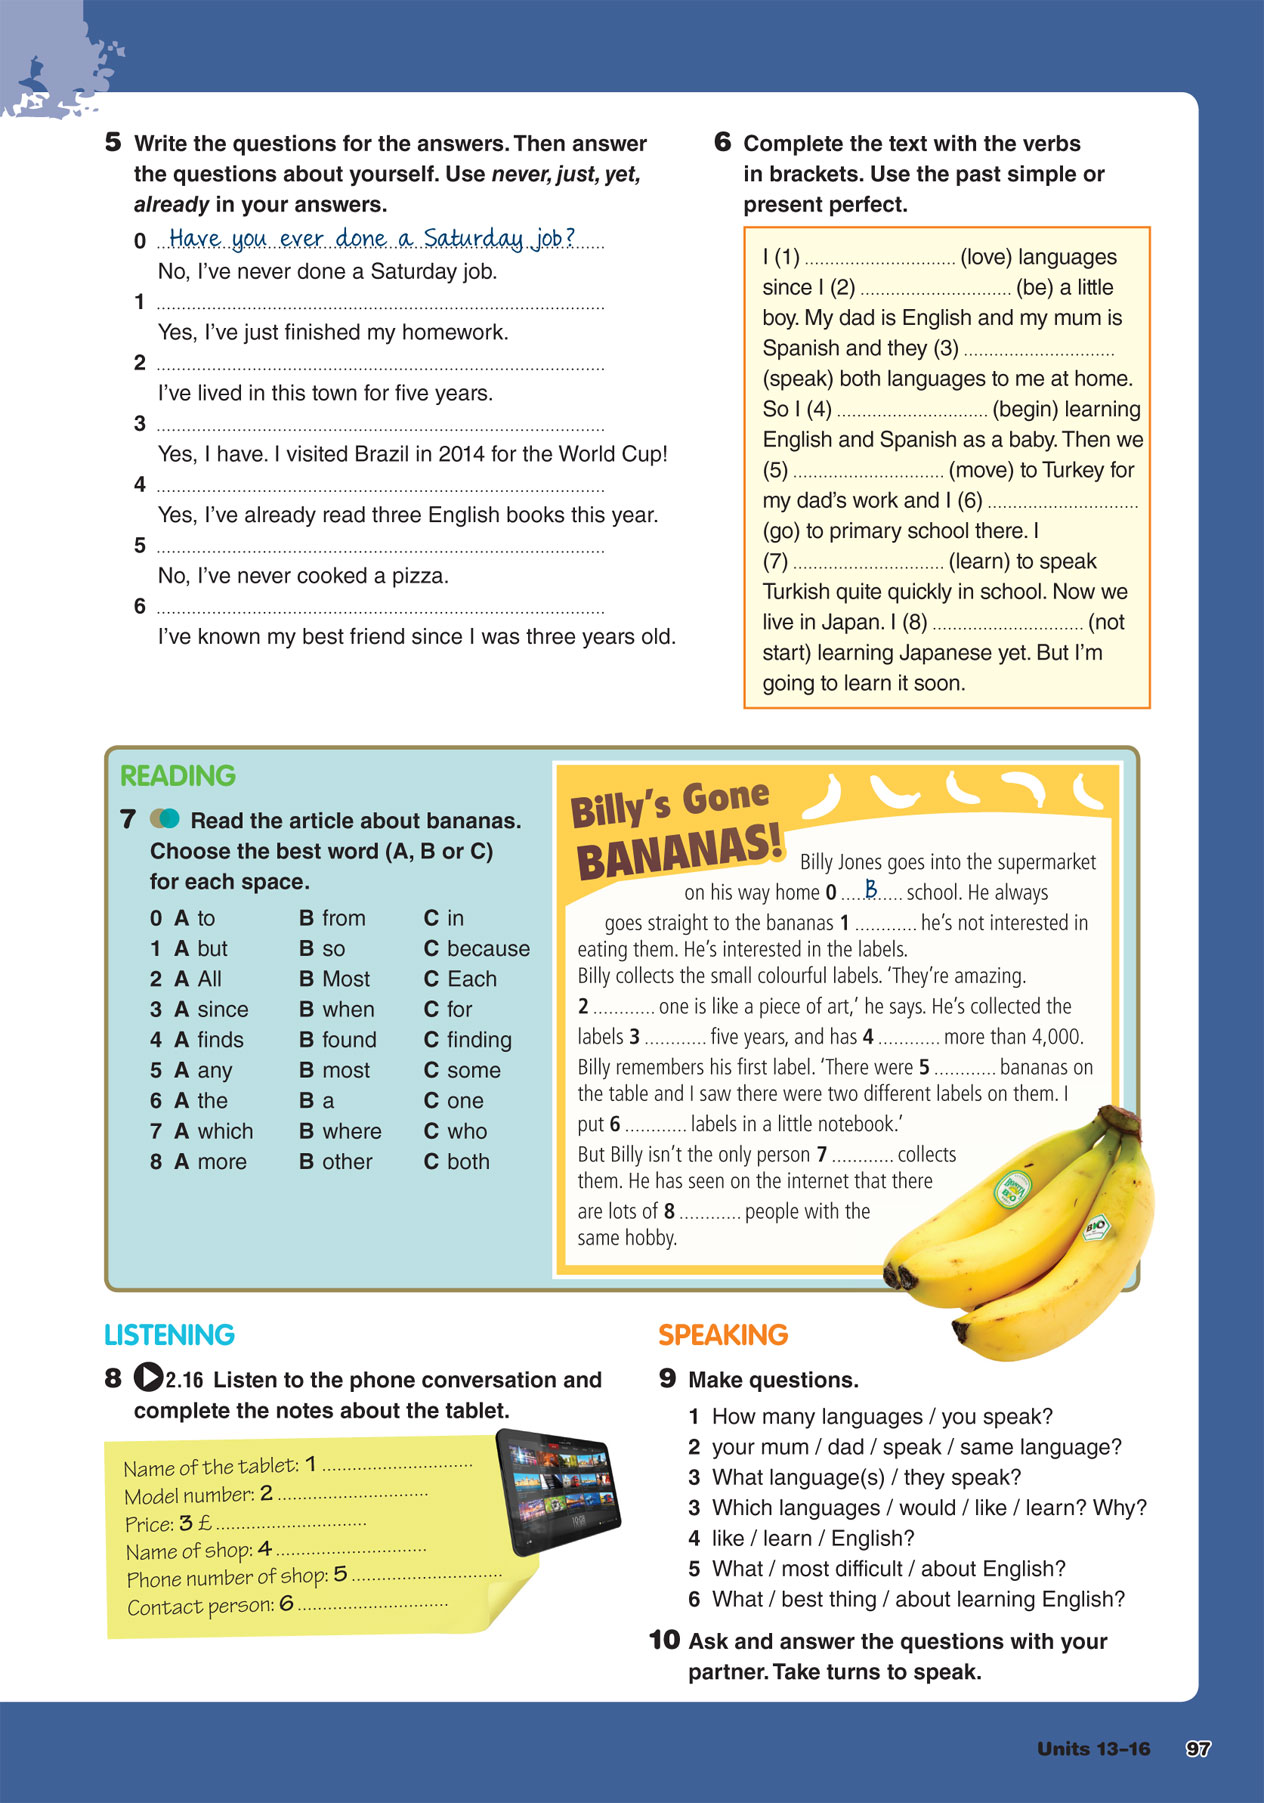 5 Write the questions for the answers. Then answer
the questions about yourself. Use never, just, yet,
already in your answers.
0 Have you ever done a Saturday job?
No, I've never done a Saturday job.
1 ................
Yes, I've just finished my homework.
2 ................
I've lived in this town for five years.
3 ................
Yes, I have. I visited Brazil in 2014 for the World Cup!
4 ................
Yes, I've already read three English books this year.
5 ................
No, I've never cooked a pizza.
6 ................
I've known my best friend since I was three years old.
6 Complete the text with the verbs
in brackets. Use the past simple or
present perfect.
I (1) ................ (love) languages
since I (2) ................ (be) a little
boy. My dad is English and my mum is
Spanish and they (3) ................
(speak) both languages to me at home.
So I (4) ................ (begin) learning
English and Spanish as a baby. Then we
(5) ................ (move) to Turkey for
my dad's work and I (6) ................
(go) to primary school there. I
(7) ................ (learn) to speak
Turkish quite quickly in school. Now we
live in Japan. I (8) ................ (not
start) learning Japanese yet. But I'm
going to learn it soon.
READING
7 Read the article about bananas.
Choose the best word (A, B or C)
for each space.
0 A to B from C in
1 A but B so C because
2 A All B Most C Each
3 A since B when C for
4 A finds B found C finding
5 A any B most C some
6 A the B a C one
7 A which B where C who
8 A more B other C both
Billy's Gone
BANANAS!
Billy Jones goes into the supermarket
on his way home 0 ......B...... school. He always
goes straight to the bananas 1 ............ he's not interested in
eating them. He's interested in the labels.
Billy collects the small colourful labels. 'They're amazing.
2 ............ one is like a piece of art,' he says. He's collected the
labels 3 ............ five years, and has 4 ............ more than 4,000.
Billy remembers his first label. 'There were 5 ............ bananas on
the table and I saw there were two different labels on them. I
put 6 ............ labels in a little notebook.'
But Billy isn't the only person 7 ............ collects
them. He has seen on the internet that there
are lots of 8 ............ people with the
same hobby.
BIO
BIO
LISTENING
8 2.16 Listen to the phone conversation and
complete the notes about the tablet.
Name of the tablet: 1 ................
Model number: 2 ................
Price: 3 £ ................
Name of shop: 4 ................
Phone number of shop: 5 ................
Contact person: 6 ................
SPEAKING
9 Make questions.
1 How many languages / you speak?
2 your mum / dad / speak / same language?
3 What language(s) / they speak?
3 Which languages / would / like / learn? Why?
4 like / learn / English?
5 What / most difficult / about English?
6 What / best thing / about learning English?
10 Ask and answer the questions with your
partner. Take turns to speak.
Units 13–16 97